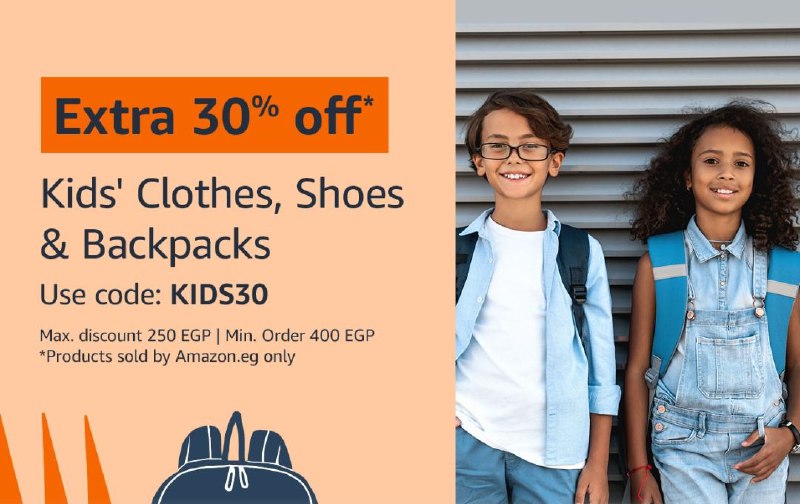 Extra 30% off*
Kids' Clothes, Shoes
& Backpacks
Use code: KIDS30
Max. discount 250 EGP | Min. Order 400 EGP
*Products sold by Amazon.eg only